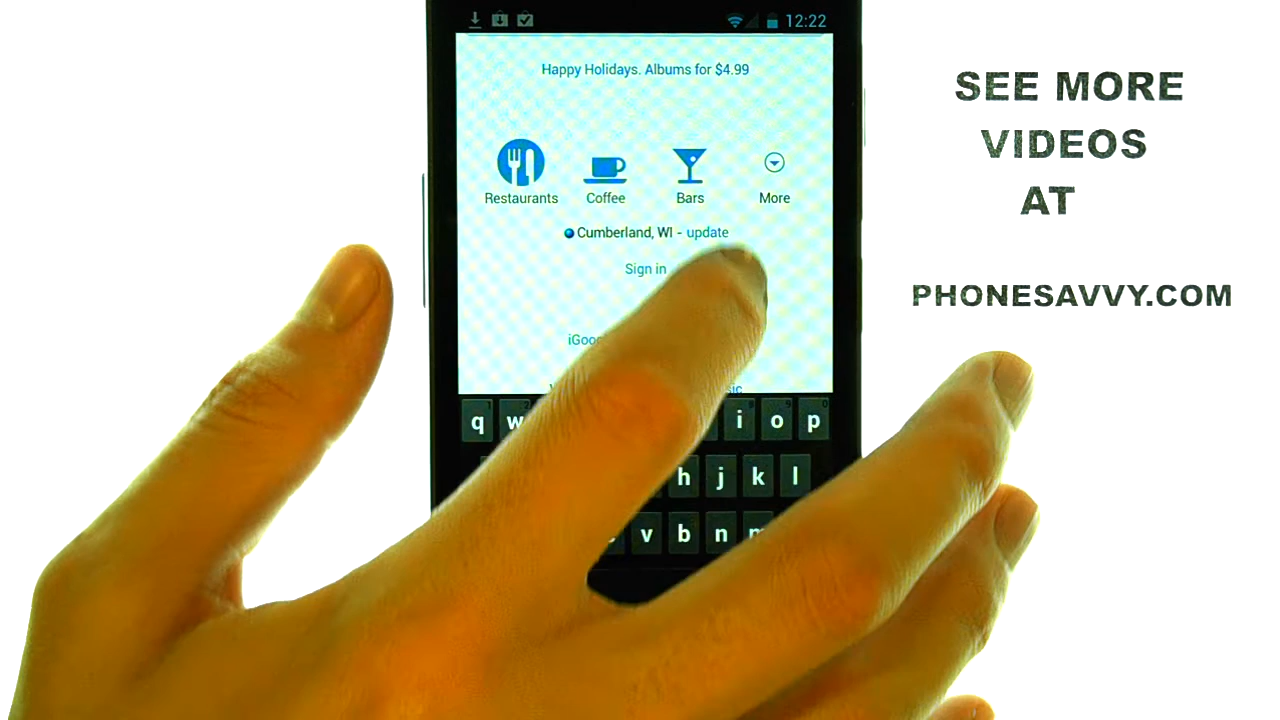 12:22
Happy Holidays. Albums for $4.99
Restaurants Coffee Bars More
Cumberland, WI - update
Sign in
q w i o p
h j k l
v b n m
SEE MORE
VIDEOS
AT
PHONESAVVY.COM